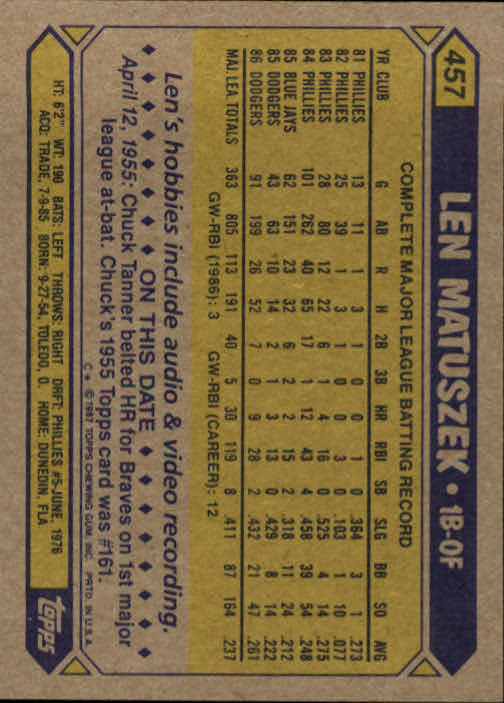 457 LEN MATUSZEK • 1B-OF
COMPLETE MAJOR LEAGUE BATTING RECORD
YR CLUB G AB R H 2B 3B HR RBI SB SLG BB SO AVG
81 PHILLIES 13 11 1 3 1 0 0 1 0 .364 3 1 .273
82 PHILLIES 25 39 1 3 1 0 0 3 0 .103 1 10 .077
83 PHILLIES 28 80 12 22 6 1 4 16 0 .525 4 14 .275
84 PHILLIES 101 262 40 65 17 1 12 43 4 .458 39 54 .248
85 BLUE JAYS 62 151 23 32 6 2 2 15 2 .318 11 24 .212
85 DODGERS 43 63 10 14 2 1 3 13 0 .429 8 14 .222
86 DODGERS 91 199 26 52 7 0 9 28 2 .432 21 47 .261
MAJ. LEA. TOTALS 363 805 113 191 40 5 30 119 8 .411 87 164 .237
GW-RBI (1986): 3 GW-RBI (CAREER): 12
Len's hobbies include audio & video recording.
ON THIS DATE
April 12, 1955: Chuck Tanner belted HR for Braves on 1st major
league at-bat. Chuck's 1955 Topps card was #161.
C* © 1987 TOPPS CHEWING GUM, INC. PRTD. IN U.S.A.
HT: 6'2" WT: 190 BATS: LEFT THROWS: RIGHT DRFT: PHILLIES #5-JUNE, 1976
ACQ: TRADE, 7-9-85 BORN: 9-27-54, TOLEDO, O. HOME: DUNEDIN, FLA
topps